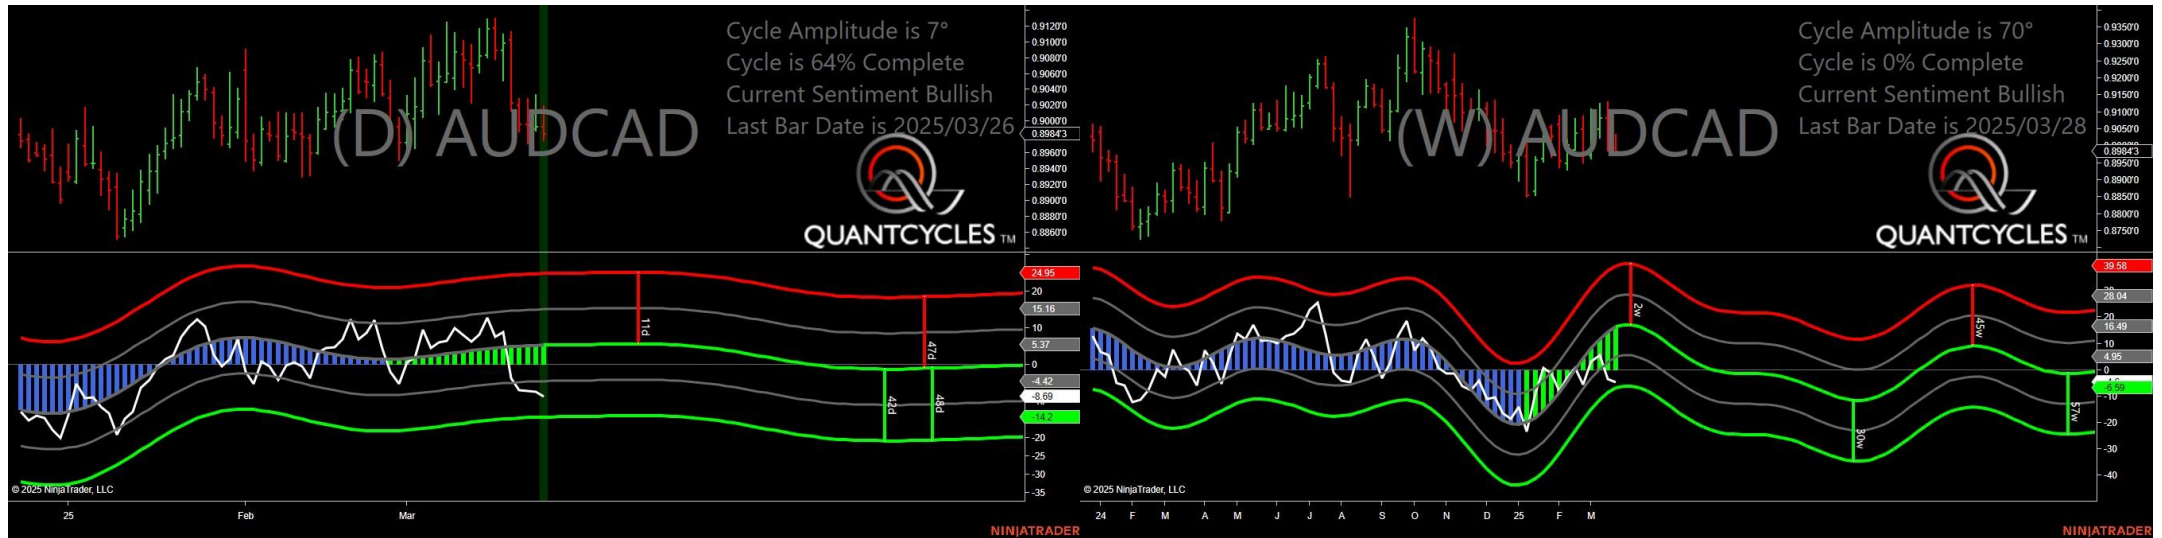 Cycle Amplitude is 7°
Cycle is 64% Complete
Current Sentiment Bullish
Last Bar Date is 2025/03/26
(D) AUDCAD
QUANTCYCLES TM
0.9120'0
0.9100'0
0.9080'0
0.9060'0
0.9040'0
0.9020'0
0.9000'0
0.8984'3
0.8960'0
0.8940'0
0.8920'0
0.8900'0
0.8880'0
0.8860'0
24.95
20
15.16
10
5.37
0
-4.42
-8.69
-14.2
-20
-25
-30
-35
11d
47d
42d
48d
© 2025 NinjaTrader, LLC
25 Feb Mar
NINJATRADER
Cycle Amplitude is 70°
Cycle is 0% Complete
Current Sentiment Bullish
Last Bar Date is 2025/03/28
(W) AUDCAD
QUANTCYCLES TM
0.9350'0
0.9300'0
0.9250'0
0.9200'0
0.9150'0
0.9100'0
0.9050'0
0.8984'3
0.8950'0
0.8900'0
0.8850'0
0.8800'0
0.8750'0
39.58
28.04
20
16.49
10
4.95
0
-6.59
-10
-20
-30
-40
2w
45w
30w
57w
© 2025 NinjaTrader, LLC
24 F M A M J J A S O N D 25 F M
NINJATRADER